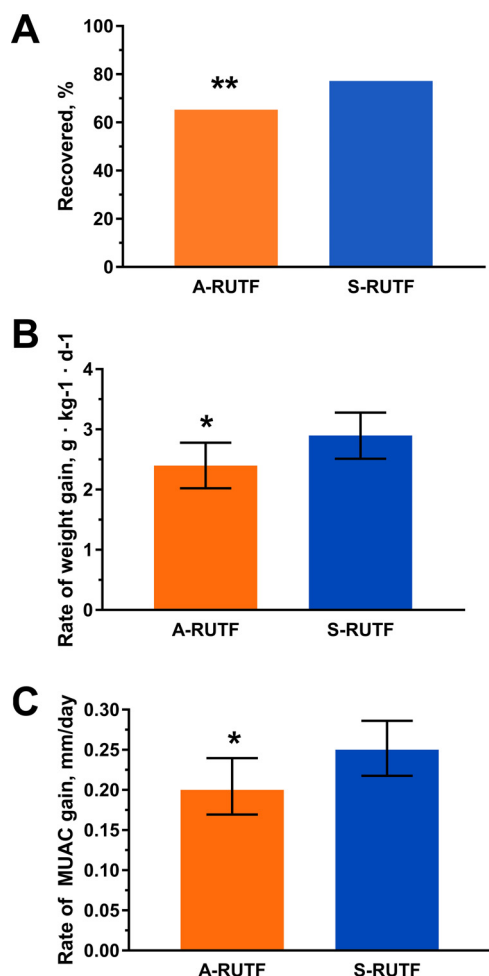 A
Recovered, %
100
80
60
40
20
0
**
A-RUTF S-RUTF
B
Rate of weight gain, g · kg-1 · d-1
4
3
2
1
0
*
A-RUTF S-RUTF
C
Rate of MUAC gain, mm/day
0.30
0.25
0.20
0.15
0.10
0.05
0.00
*
A-RUTF S-RUTF